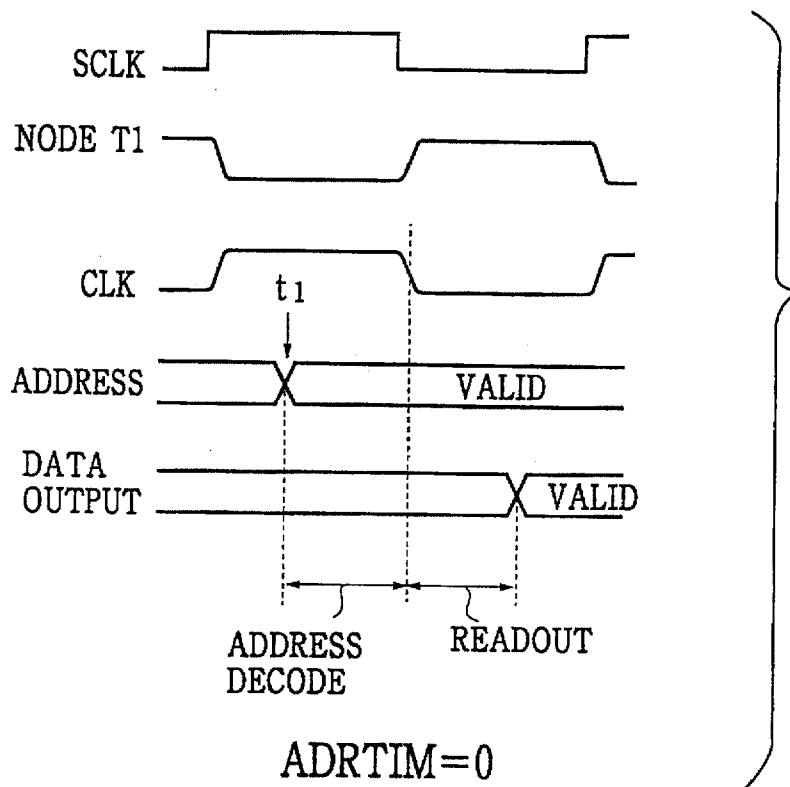 SCLK
NODE T1
CLK
t1
ADDRESS
VALID
DATA
OUTPUT
VALID
ADDRESS
DECODE
READOUT
ADRTIM=0